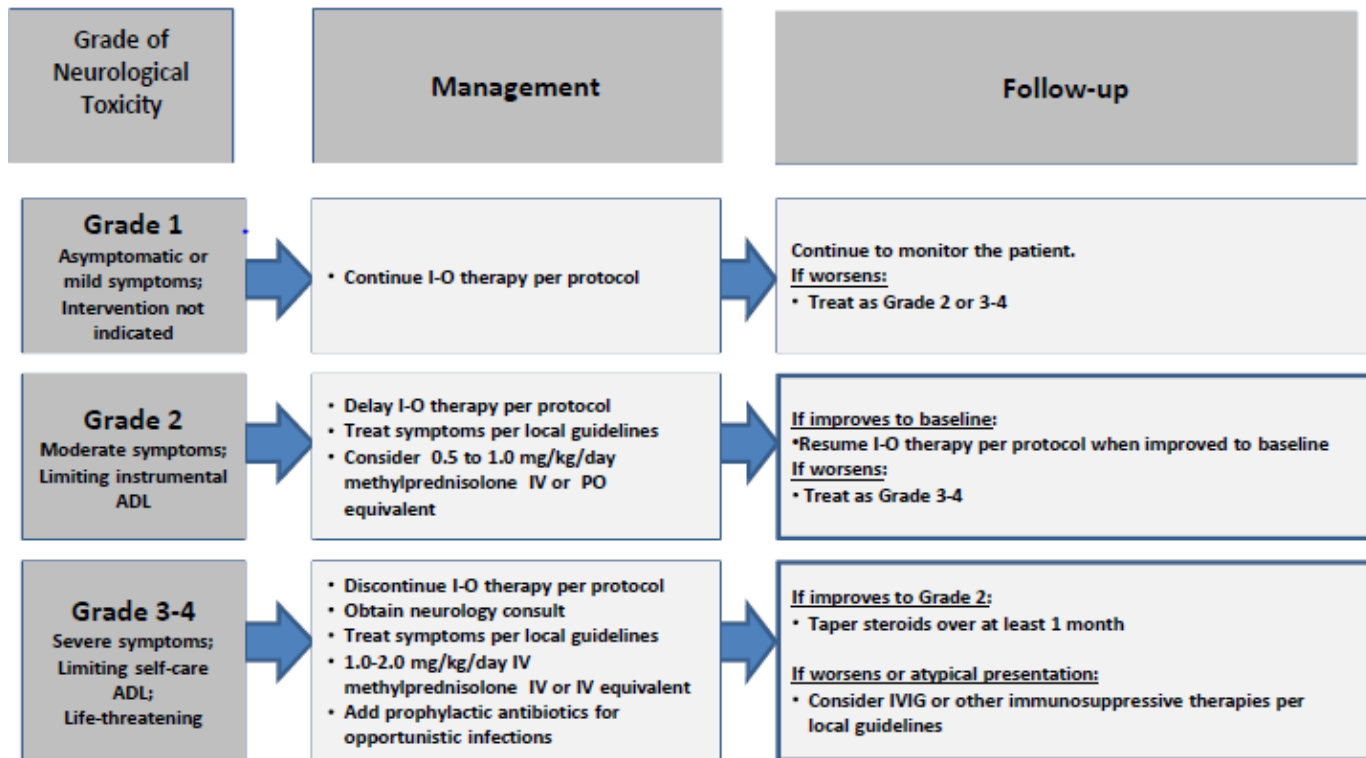 Grade of
Neurological
Toxicity
Management
Follow-up
Grade 1
Asymptomatic or
mild symptoms;
Intervention not
indicated
• Continue I-O therapy per protocol
Continue to monitor the patient.
If worsens:
• Treat as Grade 2 or 3-4
Grade 2
Moderate symptoms;
Limiting instrumental
ADL
• Delay I-O therapy per protocol
• Treat symptoms per local guidelines
• Consider 0.5 to 1.0 mg/kg/day
methylprednisolone IV or PO
equivalent
If improves to baseline:
•Resume I-O therapy per protocol when improved to baseline
If worsens:
• Treat as Grade 3-4
Grade 3-4
Severe symptoms;
Limiting self-care
ADL;
Life-threatening
• Discontinue I-O therapy per protocol
• Obtain neurology consult
• Treat symptoms per local guidelines
• 1.0-2.0 mg/kg/day IV
methylprednisolone IV or IV equivalent
• Add prophylactic antibiotics for
opportunistic infections
If improves to Grade 2:
• Taper steroids over at least 1 month
If worsens or atypical presentation:
• Consider IVIG or other immunosuppressive therapies per
local guidelines